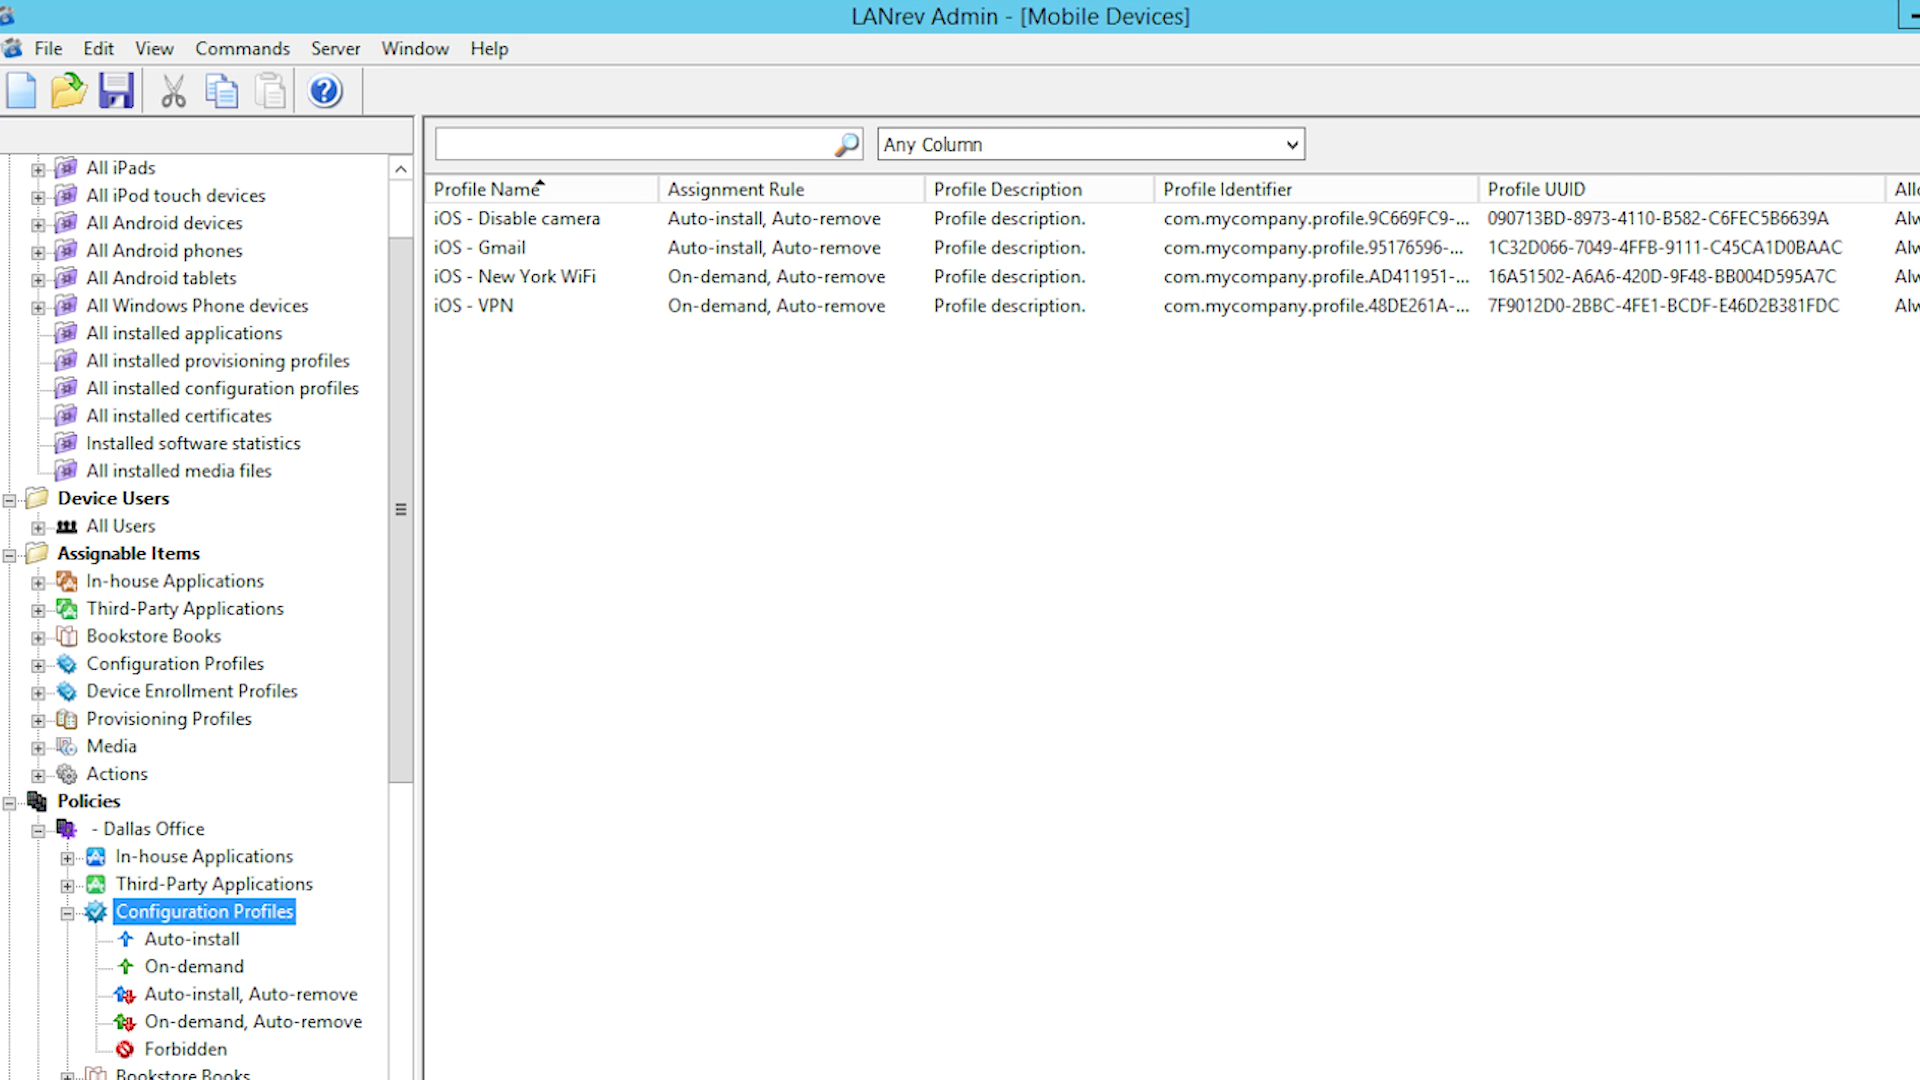 LANrev Admin - [Mobile Devices]
File Edit View Commands Server Window Help
Any Column
All iPads
All iPod touch devices
All Android devices
All Android phones
All Android tablets
All Windows Phone devices
All installed applications
All installed provisioning profiles
All installed configuration profiles
All installed certificates
Installed software statistics
All installed media files
Device Users
All Users
Assignable Items
In-house Applications
Third-Party Applications
Bookstore Books
Configuration Profiles
Device Enrollment Profiles
Provisioning Profiles
Media
Actions
Policies
- Dallas Office
In-house Applications
Third-Party Applications
Configuration Profiles
Auto-install
On-demand
Auto-install, Auto-remove
On-demand, Auto-remove
Forbidden
Bookstore Books
Profile Name Assignment Rule Profile Description Profile Identifier Profile UUID
iOS - Disable camera Auto-install, Auto-remove Profile description. com.mycompany.profile.9C669FC9-... 090713BD-8973-4110-B582-C6FEC5B6639A
iOS - Gmail Auto-install, Auto-remove Profile description. com.mycompany.profile.95176596-... 1C32D066-7049-4FFB-9111-C45CA1D0BAAC
iOS - New York WiFi On-demand, Auto-remove Profile description. com.mycompany.profile.AD411951-... 16A51502-A6A6-420D-9F48-BB004D595A7C
iOS - VPN On-demand, Auto-remove Profile description. com.mycompany.profile.48DE261A-... 7F9012D0-2BBC-4FE1-BCDF-E46D2B381FDC